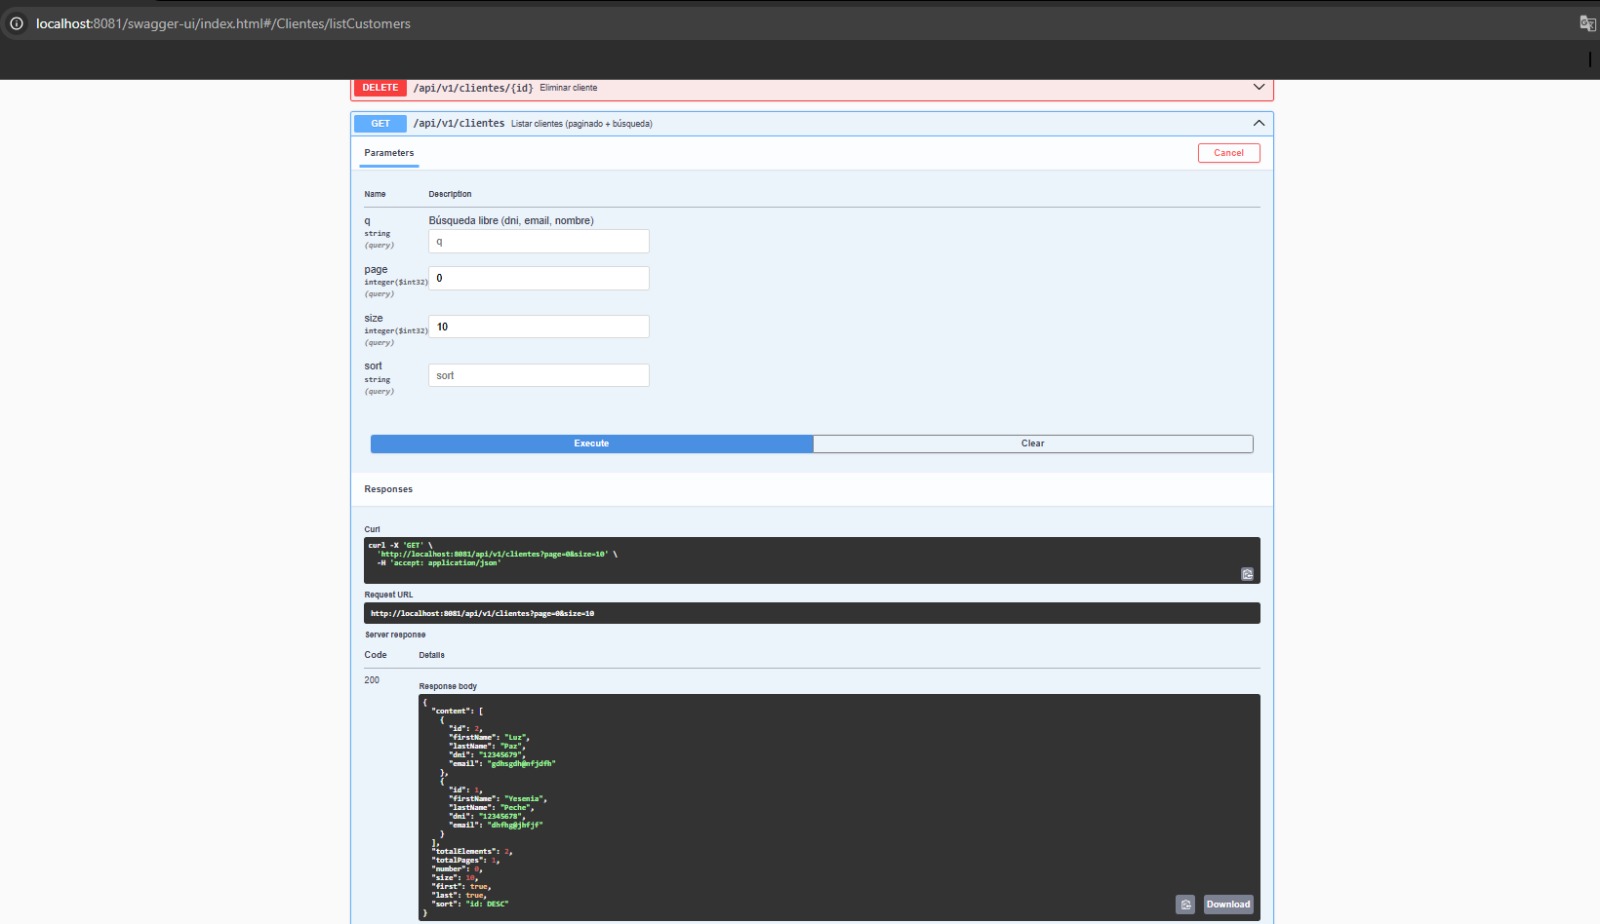 localhost:8081/swagger-ui/index.html#/Clientes/listCustomers
DELETE /api/v1/clientes/{id} Eliminar cliente
GET /api/v1/clientes Listar clientes (paginado + búsqueda)
Parameters Cancel
Name Description
q Búsqueda libre (dni, email, nombre)
string
(query) q
page
integer($int32) 0
(query)
size
integer($int32) 10
(query)
sort
string sort
(query)
Execute Clear
Responses
Curl
curl -X 'GET' \
'http://localhost:8081/api/v1/clientes?page=0&size=10' \
-H 'accept: application/json'
Request URL
http://localhost:8081/api/v1/clientes?page=0&size=10
Server response
Code Details
200
Response body
{
"content": [
{
"id": 2,
"firstName": "Luz",
"lastName": "Paz",
"dni": "12345679",
"email": "gdhsgdh@nfjdfh"
},
{
"id": 1,
"firstName": "Yesenia",
"lastName": "Peche",
"dni": "12345678",
"email": "dhfhg@jhfjf"
}
],
"totalElements": 2,
"totalPages": 1,
"number": 0,
"size": 10,
"first": true,
"last": true,
"sort": "id: DESC"
}
Download